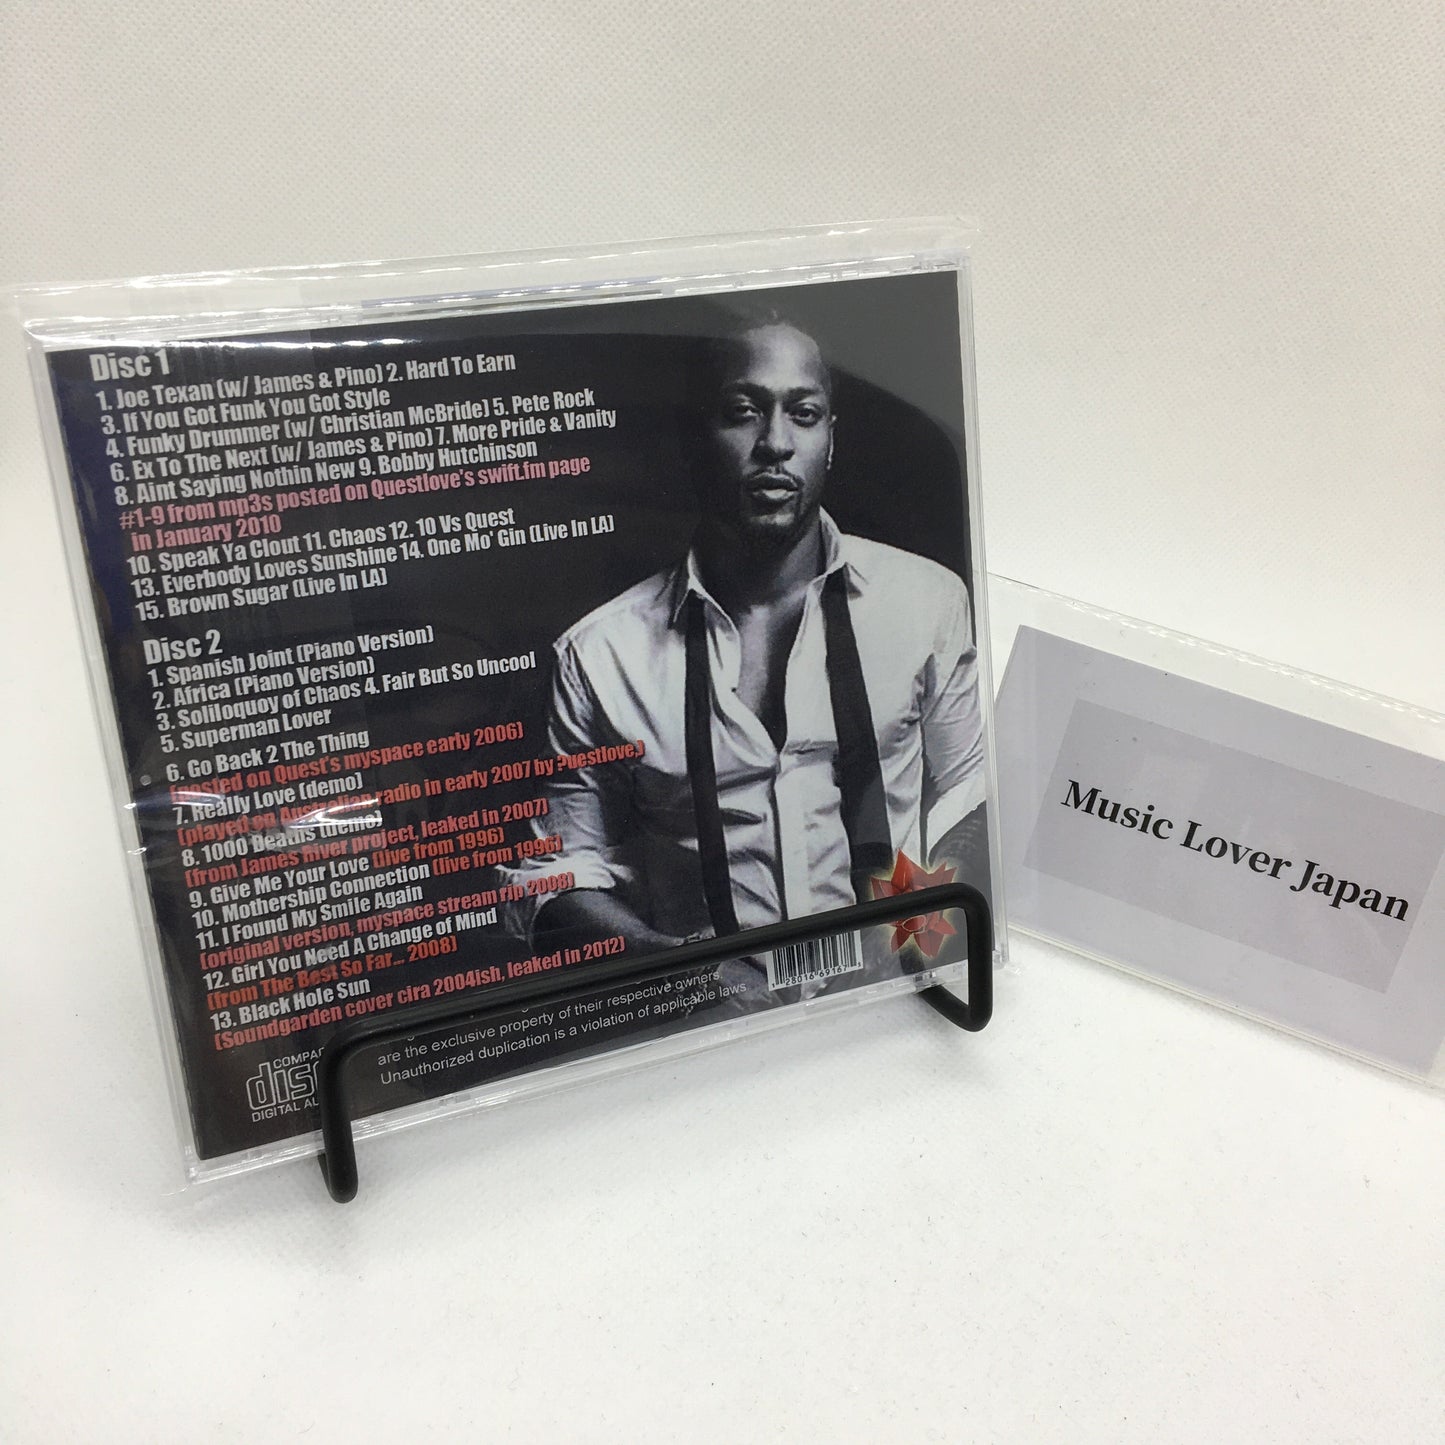 Disc 1
1. Joe Texan (w/ James & Pino) 2. Hard To Earn
3. If You Got Funk You Got Style
4. Funky Drummer (w/ Christian McBride) 5. Pete Rock
6. Ex To The Next (w/ James & Pino) 7. More Pride & Vanity
8. Aint Saying Nothin New 9. Bobby Hutchinson
#1-9 from mp3s posted on Questlove's swift.fm page
in January 2010
10. Speak Ya Clout 11. Chaos 12. 10 Vs Quest
13. Everbody Loves Sunshine 14. One Mo' Gin (Live In LA)
15. Brown Sugar (Live In LA)
Disc 2
1. Spanish Joint (Piano Version)
2. Africa (Piano Version)
3. Soliloquoy of Chaos 4. Fair But So Uncool
5. Superman Lover
6. Go Back 2 The Thing
(posted on Quest's myspace early 2006)
7. Really Love (demo)
(played on Australian radio in early 2007 by ?uestlove.)
8. 1000 Deaths (demo)
(from James River project, leaked in 2007)
9. Give Me Your Love (live from 1996)
10. Mothership Connection (live from 1996)
11. I Found My Smile Again
(original version, myspace stream rip 2008)
12. Girl You Need A Change of Mind
(from The Best So Far... 2008)
13. Black Hole Sun
(Soundgarden cover cira 2004ish, leaked in 2012)
of their respective owners.
are the exclusive property
Unauthorized duplication is a violation of applicable laws
COMPA
disc
DIGITAL AU
28016 69167
Music Lover Japan